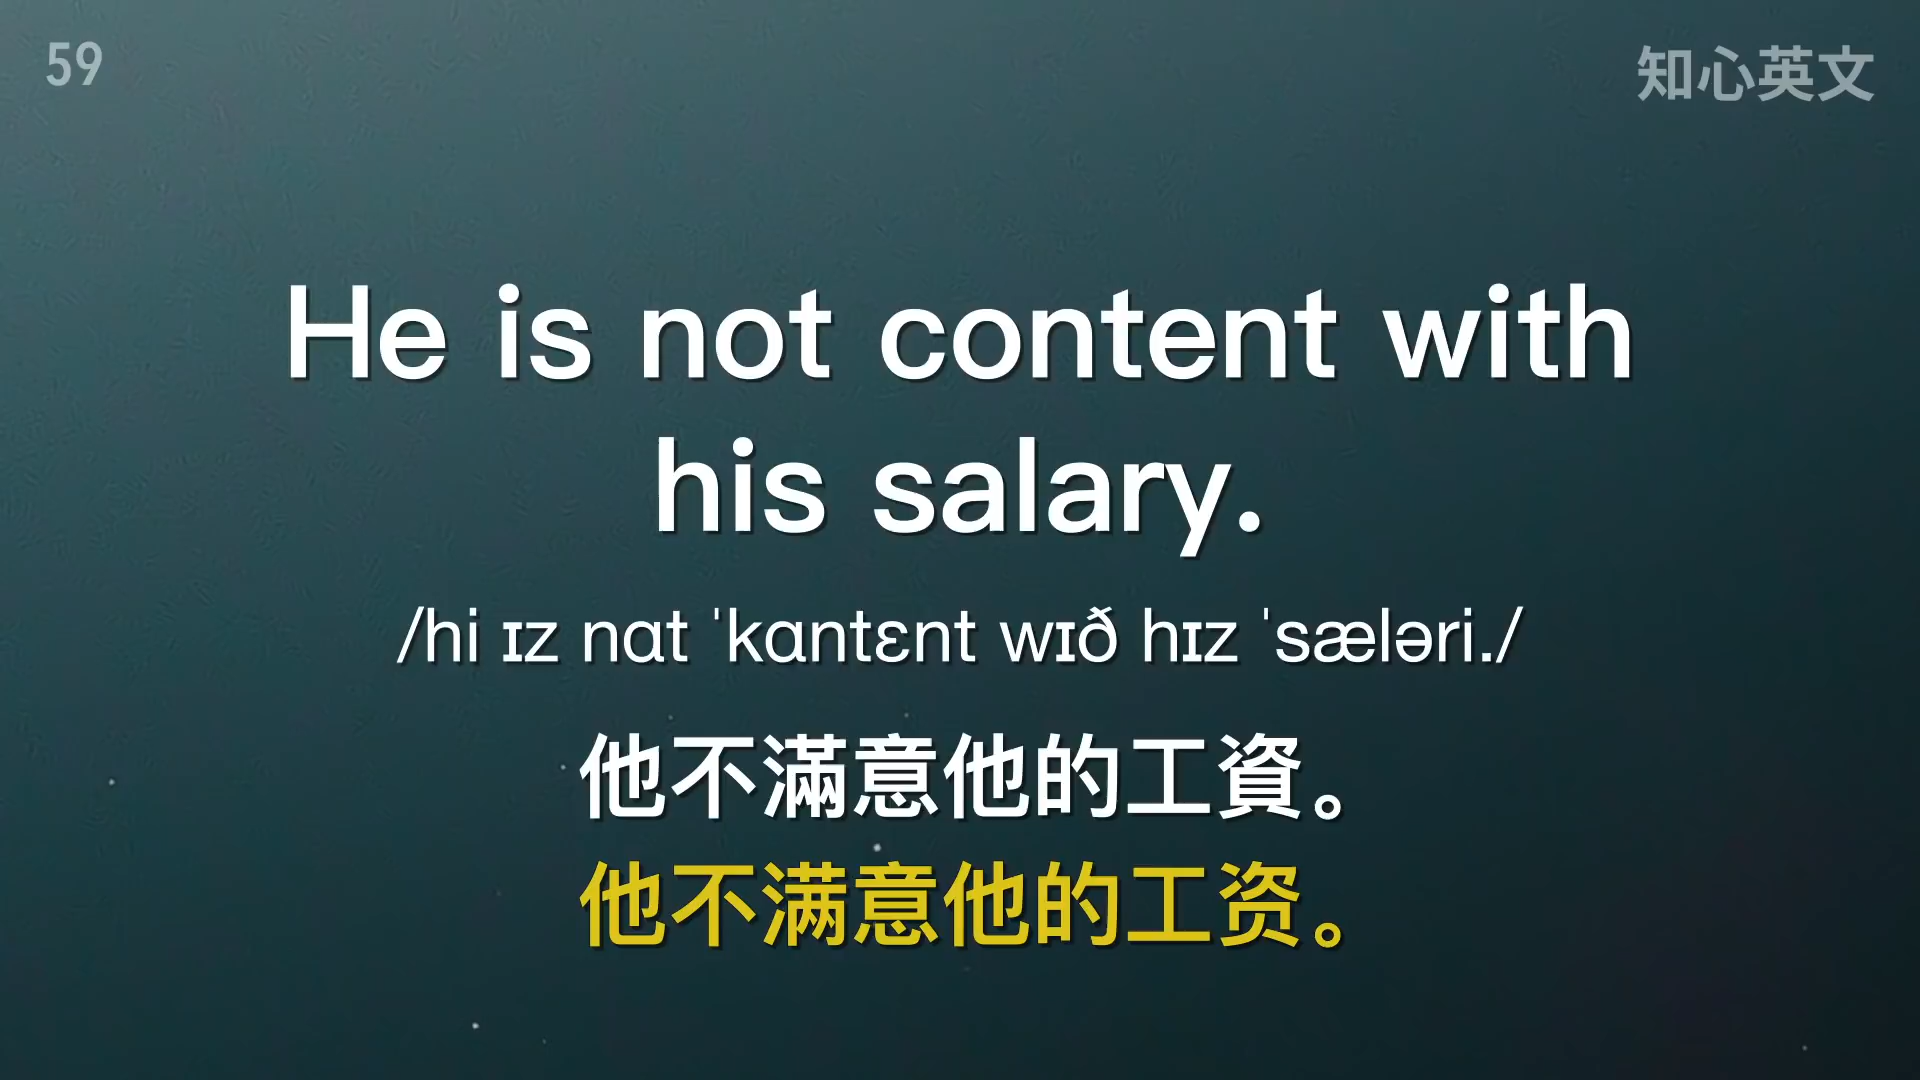 59
知心英文
He is not content with
his salary.
/hi ɪz nɑt ˈkɑntɛnt wɪð hɪz ˈsæləri./
他不滿意他的工資。
他不满意他的工资。